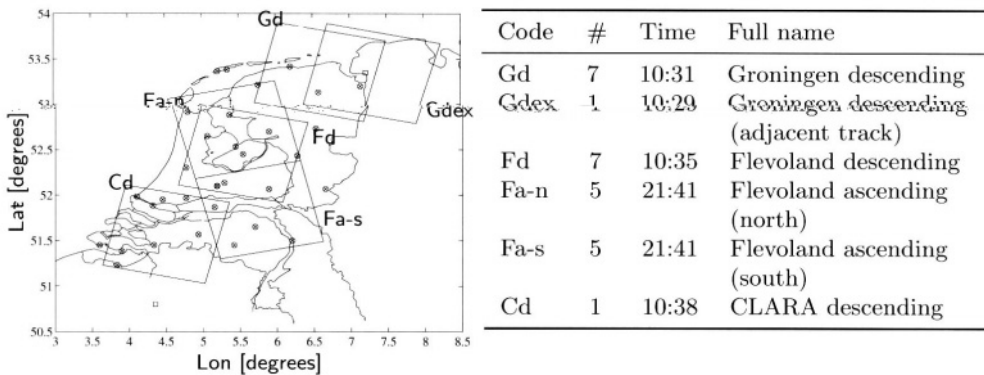 54
53.5
53
52.5
52
51.5
51
50.5
3 3.5 4 4.5 5 5.5 6 6.5 7 7.5 8 8.5
Lat [degrees]
Lon [degrees]
Gd
Fa-n
Gdex
Fd
Cd
Fa-s
Code # Time Full name
Gd 7 10:31 Groningen descending
Gdex 1 10:29 Groningen descending
(adjacent track)
Fd 7 10:35 Flevoland descending
Fa-n 5 21:41 Flevoland ascending
(north)
Fa-s 5 21:41 Flevoland ascending
(south)
Cd 1 10:38 CLARA descending